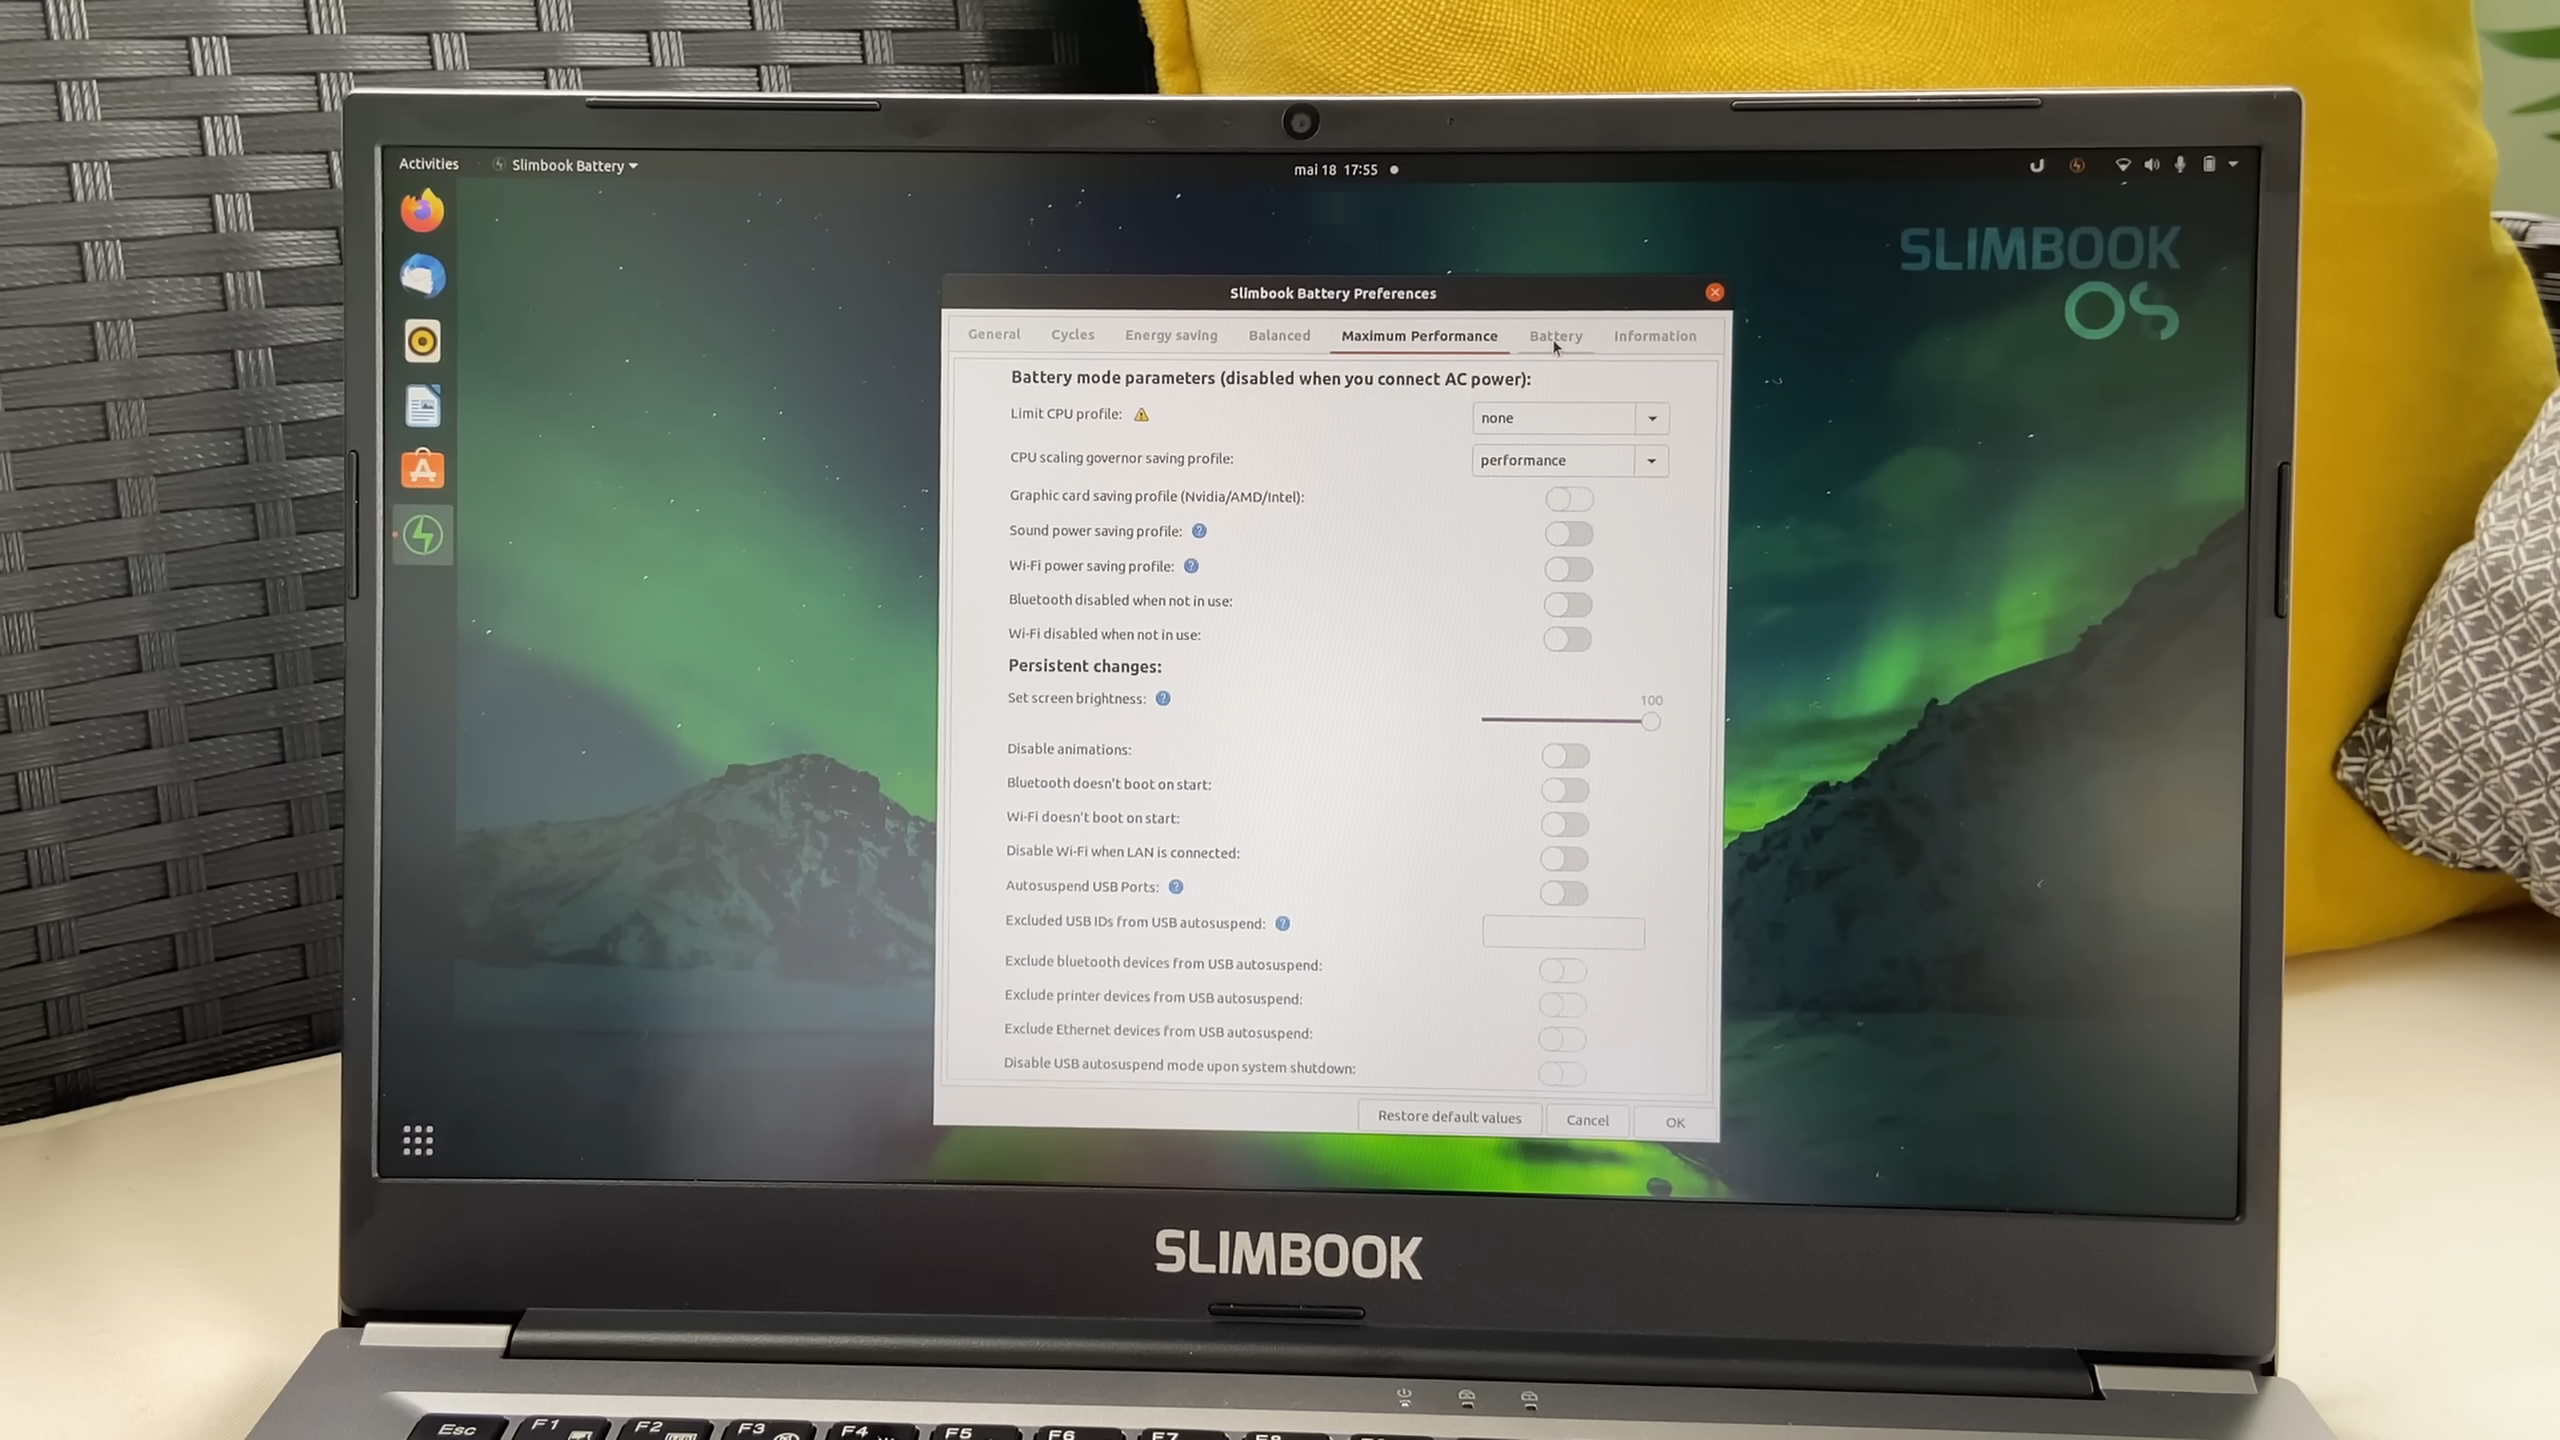 Activities
Slimbook Battery
mai 18 17:55
SLIMBOOK
OS
Slimbook Battery Preferences
General Cycles Energy saving Balanced Maximum Performance Battery Information
Battery mode parameters (disabled when you connect AC power):
Limit CPU profile: none
CPU scaling governor saving profile: performance
Graphic card saving profile (Nvidia/AMD/Intel):
Sound power saving profile:
Wi-Fi power saving profile:
Bluetooth disabled when not in use:
Wi-Fi disabled when not in use:
Persistent changes:
Set screen brightness: 100
Disable animations:
Bluetooth doesn't boot on start:
Wi-Fi doesn't boot on start:
Disable Wi-Fi when LAN is connected:
Autosuspend USB Ports:
Excluded USB IDs from USB autosuspend:
Exclude bluetooth devices from USB autosuspend:
Exclude printer devices from USB autosuspend:
Exclude Ethernet devices from USB autosuspend:
Disable USB autosuspend mode upon system shutdown:
Restore default values Cancel OK
SLIMBOOK
Esc F1 F2 F3 F4 F5 F6 F7 F8